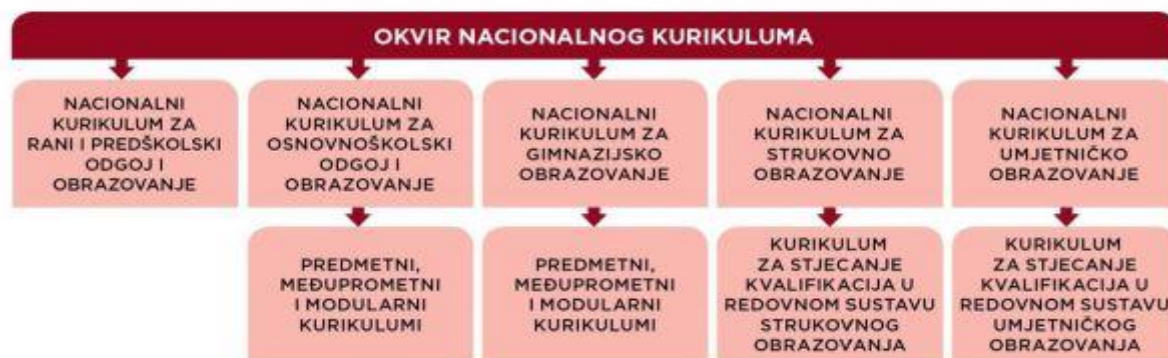 OKVIR NACIONALNOG KURIKULUMA
NACIONALNI
KURIKULUM ZA
RANI I PREDŠKOLSKI
ODGOJ I
OBRAZOVANJE
NACIONALNI
KURIKULUM ZA
OSNOVNOŠKOLSKI
ODGOJ I
OBRAZOVANJE
NACIONALNI
KURIKULUM ZA
GIMNAZIJSKO
OBRAZOVANJE
NACIONALNI
KURIKULUM ZA
STRUKOVNO
OBRAZOVANJE
NACIONALNI
KURIKULUM ZA
UMJETNIČKO
OBRAZOVANJE
PREDMETNI,
MEĐUPROMETNI
I MODULARNI
KURIKULUMI
PREDMETNI,
MEĐUPROMETNI
I MODULARNI
KURIKULUMI
KURIKULUM
ZA STJECANJE
KVALIFIKACIJA U
REDOVNOM SUSTAVU
STRUKOVNOG
OBRAZOVANJA
KURIKULUM
ZA STJECANJE
KVALIFIKACIJA U
REDOVNOM SUSTAVU
UMJETNIČKOG
OBRAZOVANJA